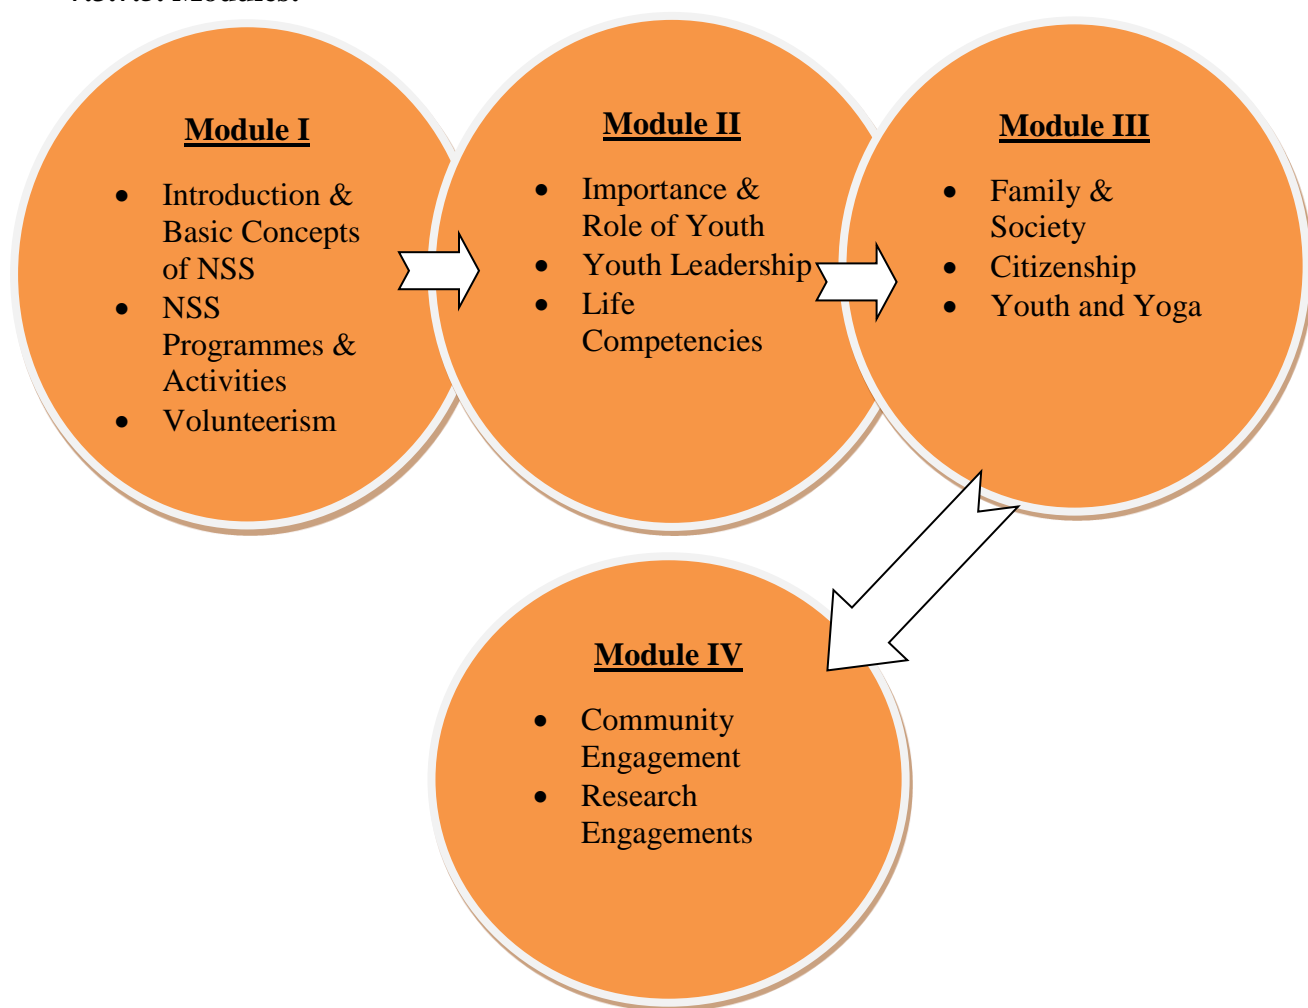 Modules:
Module I
• Introduction &
Basic Concepts
of NSS
• NSS
Programmes &
Activities
• Volunteerism
Module II
• Importance &
Role of Youth
• Youth Leadership
• Life
Competencies
Module III
• Family &
Society
• Citizenship
• Youth and Yoga
Module IV
• Community
Engagement
• Research
Engagements